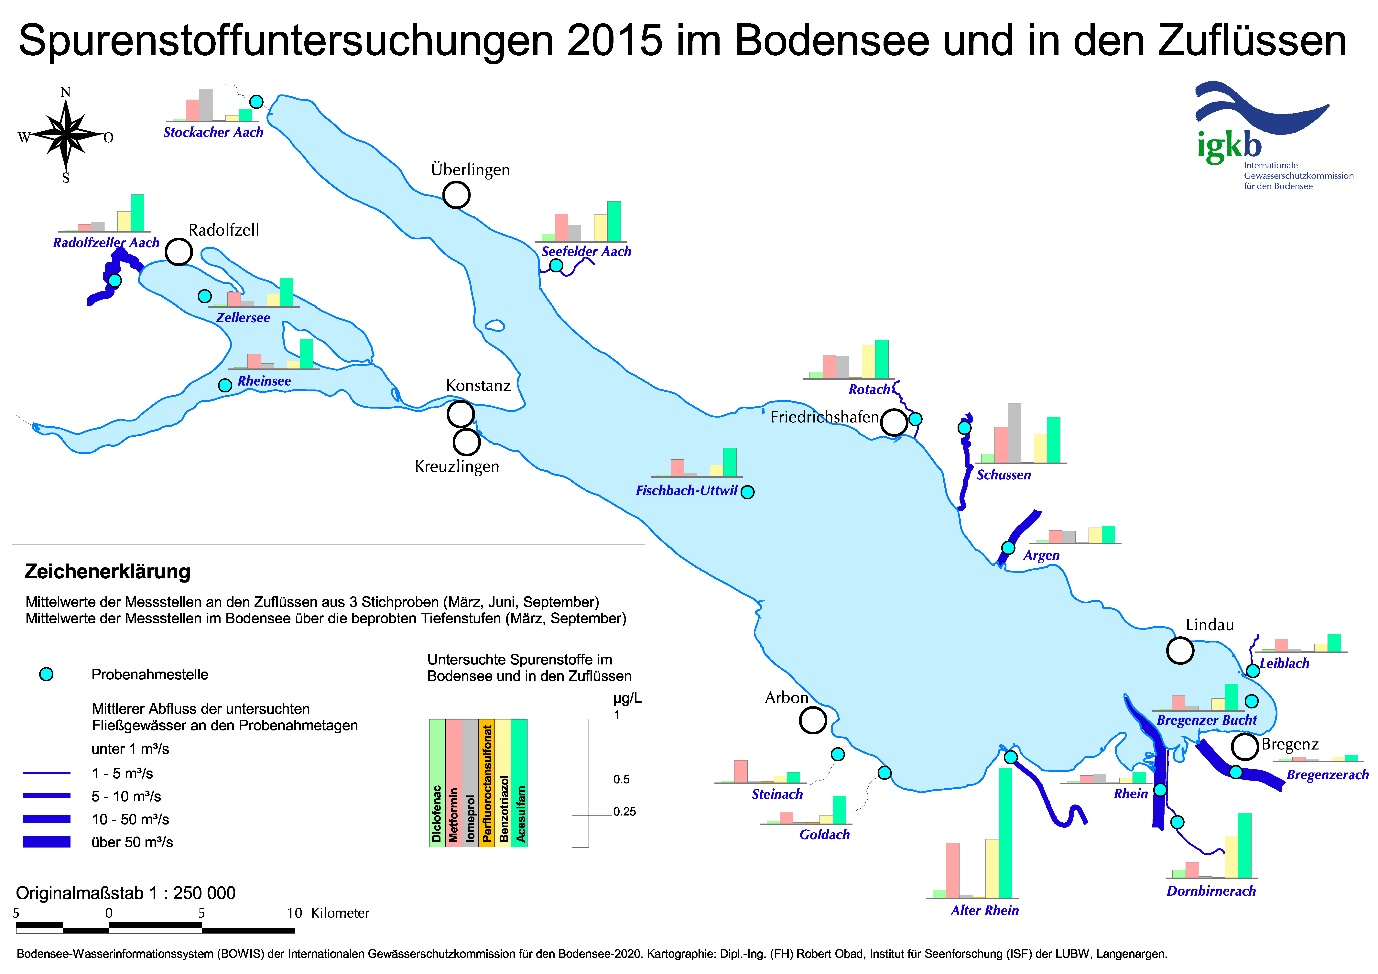 Spurenstoffuntersuchungen 2015 im Bodensee und in den Zuflüssen
N
W
O
S
igkb
Internationale
Gewässerschutzkommission
für den Bodensee
Stockacher Aach
Überlingen
Radolfzell
Radolfzeller Aach
Seefelder Aach
Zellersee
Rheinsee
Konstanz
Kreuzlingen
Rotach
Friedrichshafen
Schussen
Fischbach-Uttwil
Argen
Lindau
Leiblach
Bregenzer Bucht
Bregenz
Bregenzerach
Arbon
Steinach
Goldach
Rhein
Dornbirnerach
Alter Rhein
Zeichenerklärung
Mittelwerte der Messstellen an den Zuflüssen aus 3 Stichproben (März, Juni, September)
Mittelwerte der Messstellen im Bodensee über die beprobten Tiefenstufen (März, September)
Probenahmestelle
Mittlerer Abfluss der untersuchten
Fließgewässer an den Probenahmetagen
unter 1 m³/s
1 - 5 m³/s
5 - 10 m³/s
10 - 50 m³/s
über 50 m³/s
Untersuchte Spurenstoffe im
Bodensee und in den Zuflüssen
µg/L
1
0.5
0.25
Diclofenac
Metformin
Iomeprol
Perfluoroctansulfonat
Benzotriazol
Acesulfam
Originalmaßstab 1 : 250 000
5 0 5 10 Kilometer
Bodensee-Wasserinformationssystem (BOWIS) der Internationalen Gewässerschutzkommission für den Bodensee-2020. Kartographie: Dipl.-Ing. (FH) Robert Obad, Institut für Seenforschung (ISF) der LUBW, Langenargen.